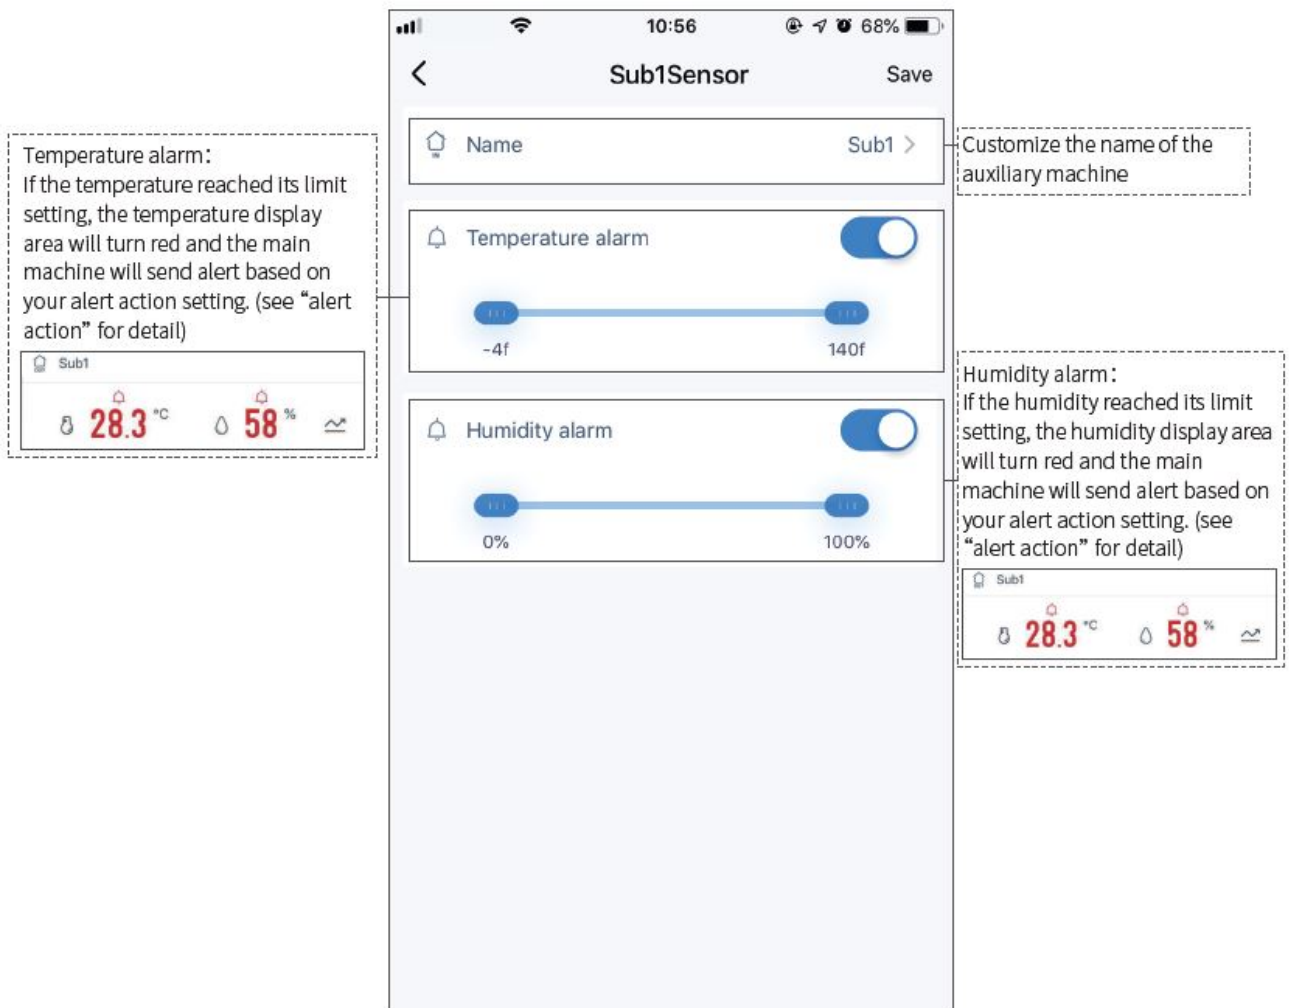 10:56
68%
Sub1Sensor
Save
Name
Sub1
Customize the name of the
auxiliary machine
Temperature alarm:
If the temperature reached its limit
setting, the temperature display
area will turn red and the main
machine will send alert based on
your alert action setting. (see “alert
action” for detail)
Sub1
28.3 °C
58 %
Temperature alarm
-4f
140f
Humidity alarm
0%
100%
Humidity alarm:
If the humidity reached its limit
setting, the humidity display area
will turn red and the main
machine will send alert based on
your alert action setting. (see
“alert action” for detail)
Sub1
28.3 °C
58 %